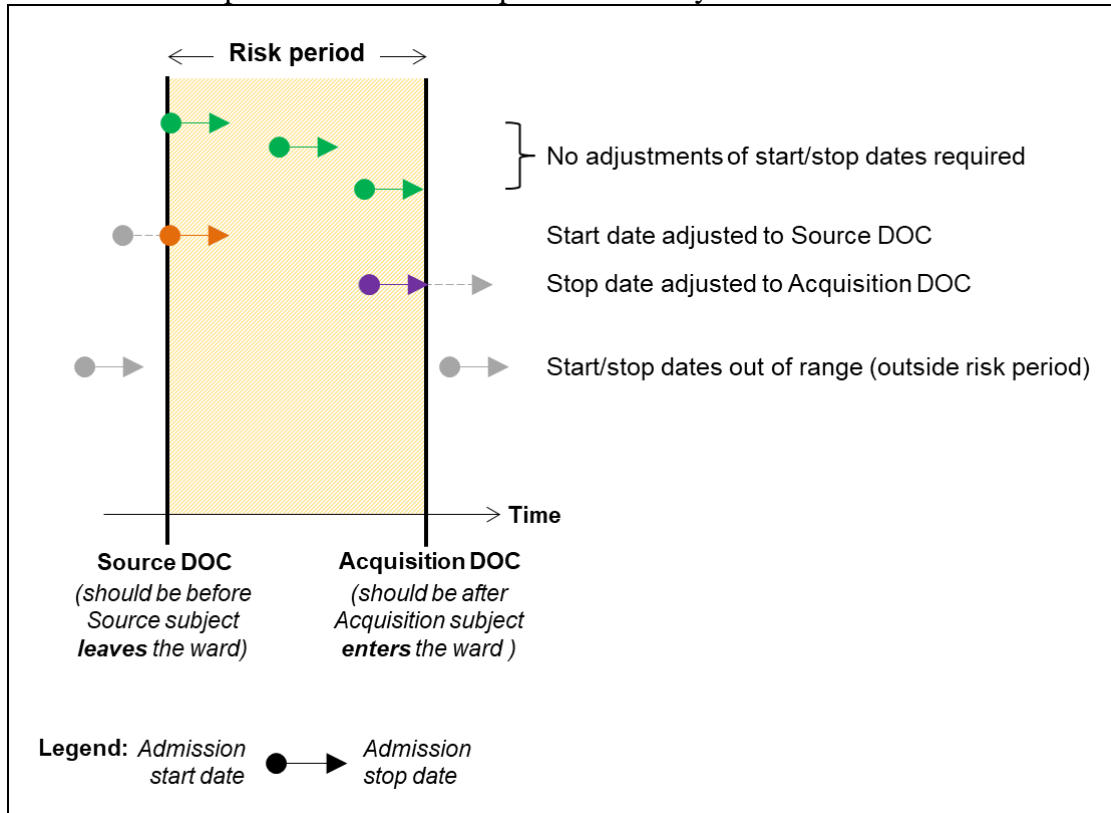 Risk period
No adjustments of start/stop dates required
Start date adjusted to Source DOC
Stop date adjusted to Acquisition DOC
Start/stop dates out of range (outside risk period)
Time
Source DOC
(should be before
Source subject
leaves the ward)
Acquisition DOC
(should be after
Acquisition subject
enters the ward )
Legend: Admission
start date
Admission
stop date